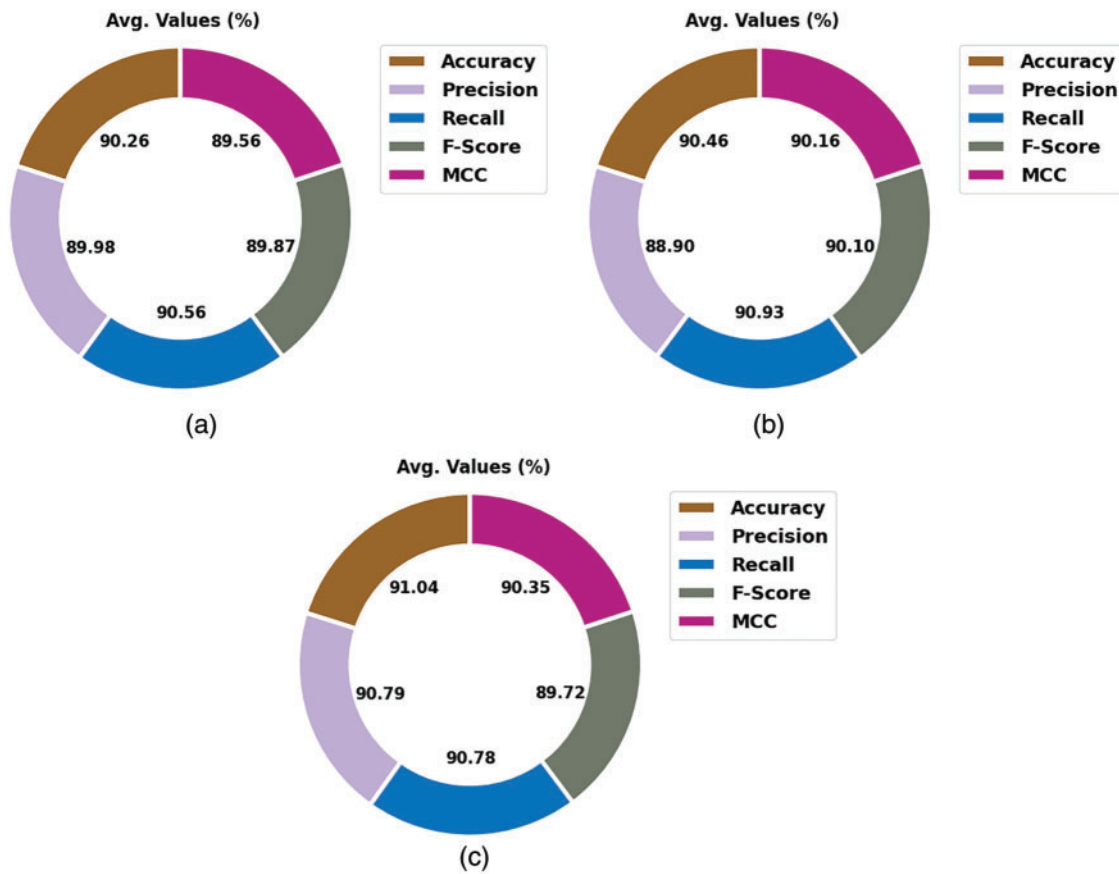 Avg. Values (%)
90.26
89.56
89.98
89.87
90.56
Accuracy
Precision
Recall
F-Score
MCC
(a)
Avg. Values (%)
90.46
90.16
88.90
90.10
90.93
Accuracy
Precision
Recall
F-Score
MCC
(b)
Avg. Values (%)
91.04
90.35
90.79
89.72
90.78
Accuracy
Precision
Recall
F-Score
MCC
(c)